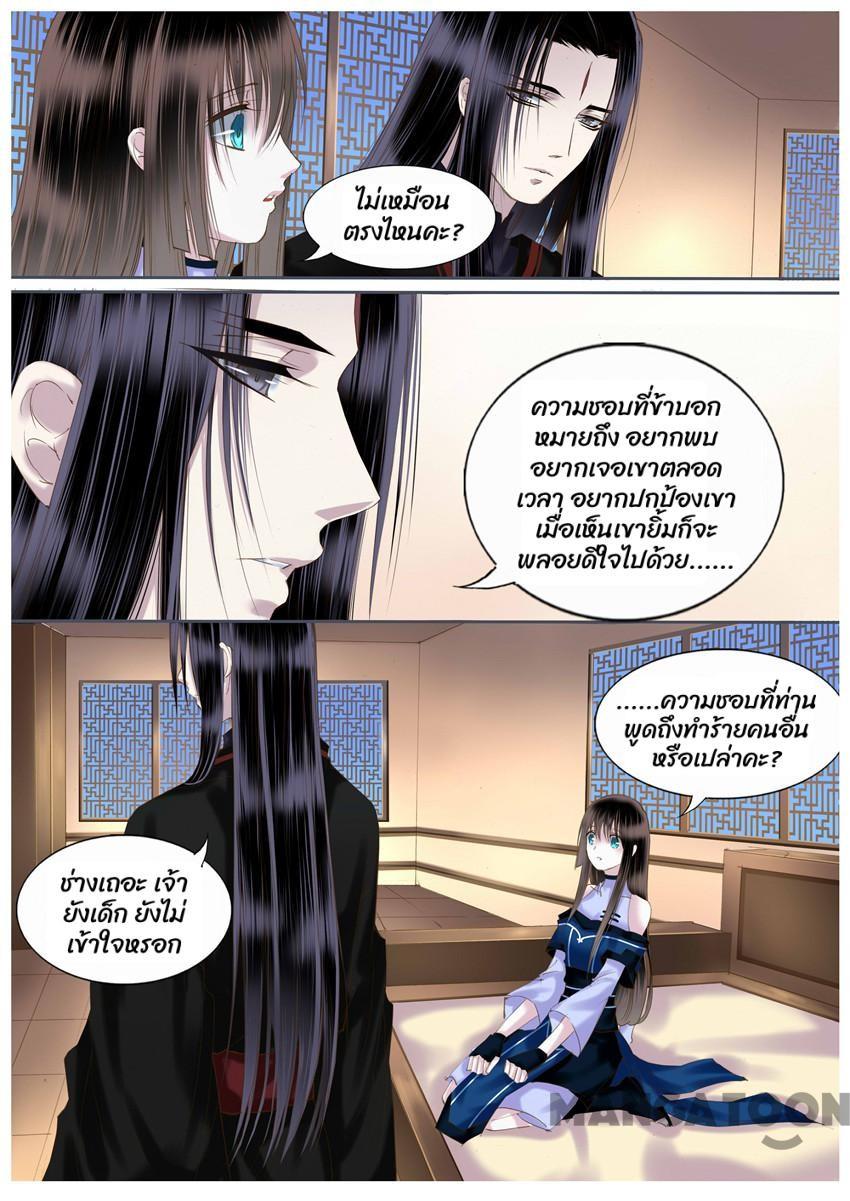 ไม่เหมือน
ตรงไหนคะ?
ความชอบที่ข้าบอก
หมายถึง อยากพบ
อยากเจอเขาตลอด
เวลา อยากปกป้องเขา
เมื่อเห็นเขายิ้มก็จะ
พลอยดีใจไปด้วย......
......ความชอบที่ท่าน
พูดถึงทำร้ายคนอื่น
หรือเปล่าคะ?
ช่างเถอะ เจ้า
ยังเด็ก ยังไม่
เข้าใจหรอก
MANGATOON